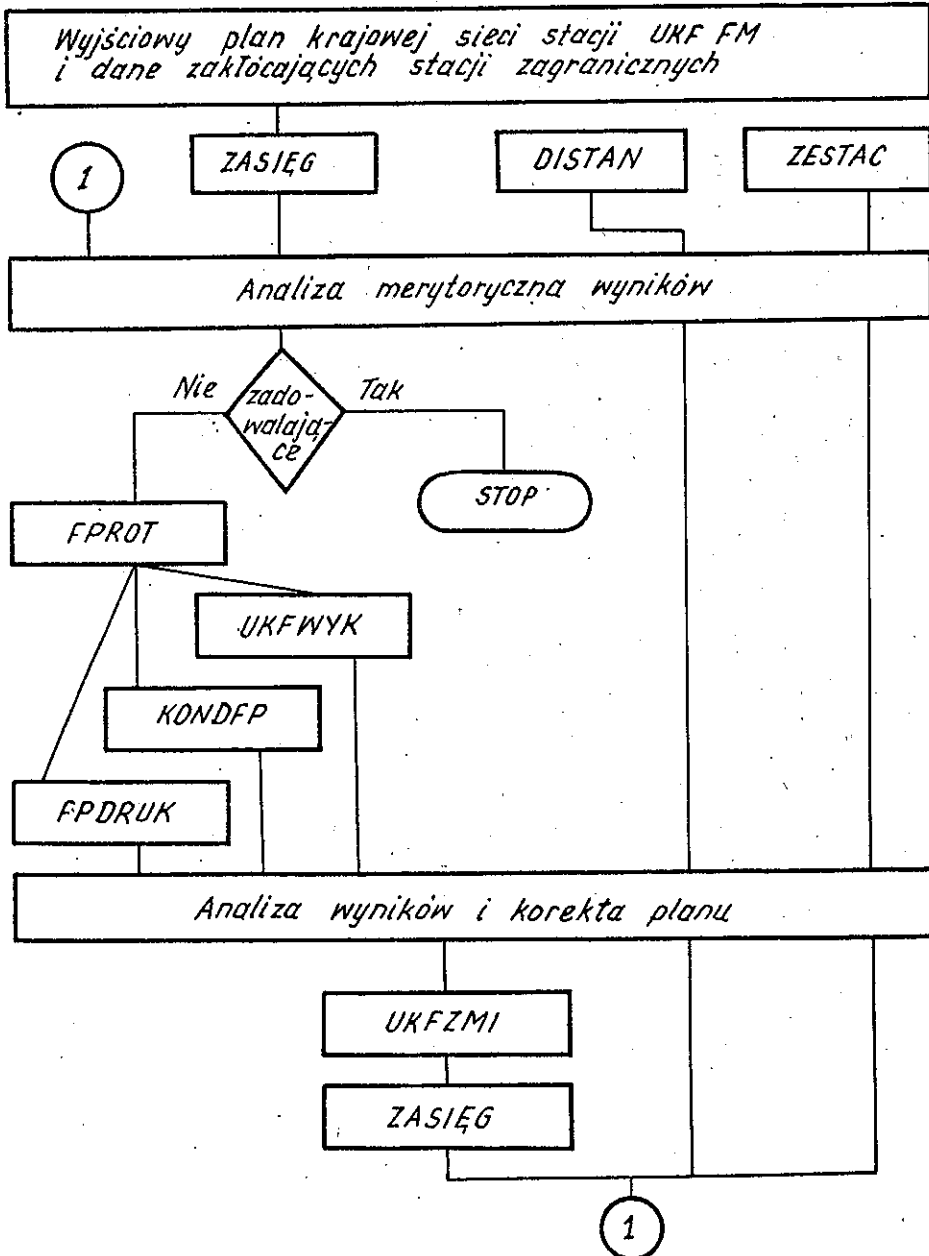 Wyjściowy plan krajowej sieci stacji UKF FM
i dane zakłócających stacji zagranicznych
1
ZASIĘG
DISTAN
ZESTAC
Analiza merytoryczna wyników
Nie
zado-
walają-
ce
Tak
STOP
FPROT
UKFWYK
KONDFP
FPDRUK
Analiza wyników i korekta planu
UKFZMI
ZASIĘG
1